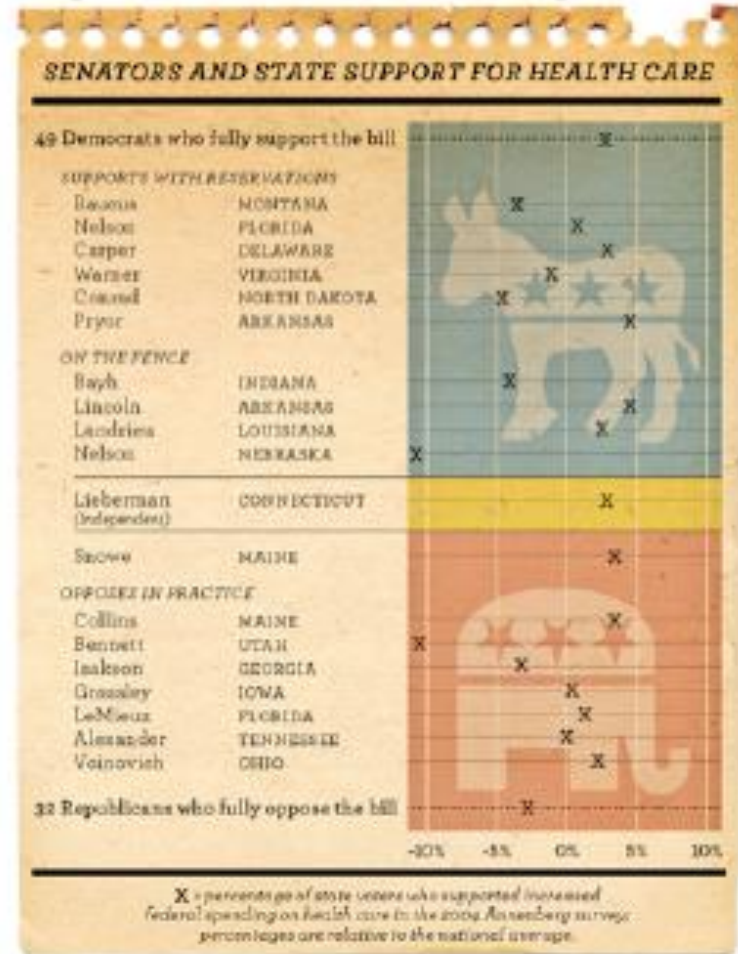 SENATORS AND STATE SUPPORT FOR HEALTH CARE
49 Democrats who fully support the bill
SUPPORTS WITH RESERVATIONS
Baucus MONTANA
Nelson FLORIDA
Carper DELAWARE
Warner VIRGINIA
Conrad NORTH DAKOTA
Pryor ARKANSAS
ON THE FENCE
Bayh INDIANA
Lincoln ARKANSAS
Landrieu LOUISIANA
Nelson NEBRASKA
Lieberman CONNECTICUT
(Independent)
Snowe MAINE
OPPOSES IN PRACTICE
Collins MAINE
Bennett UTAH
Isakson GEORGIA
Grassley IOWA
LeMieux FLORIDA
Alexander TENNESSEE
Voinovich OHIO
32 Republicans who fully oppose the bill
-10% -5% 0% 5% 10%
X = percentage of state voters who supported increased
federal spending on health care in the 2004 Annenberg survey;
percentages are relative to the national average.